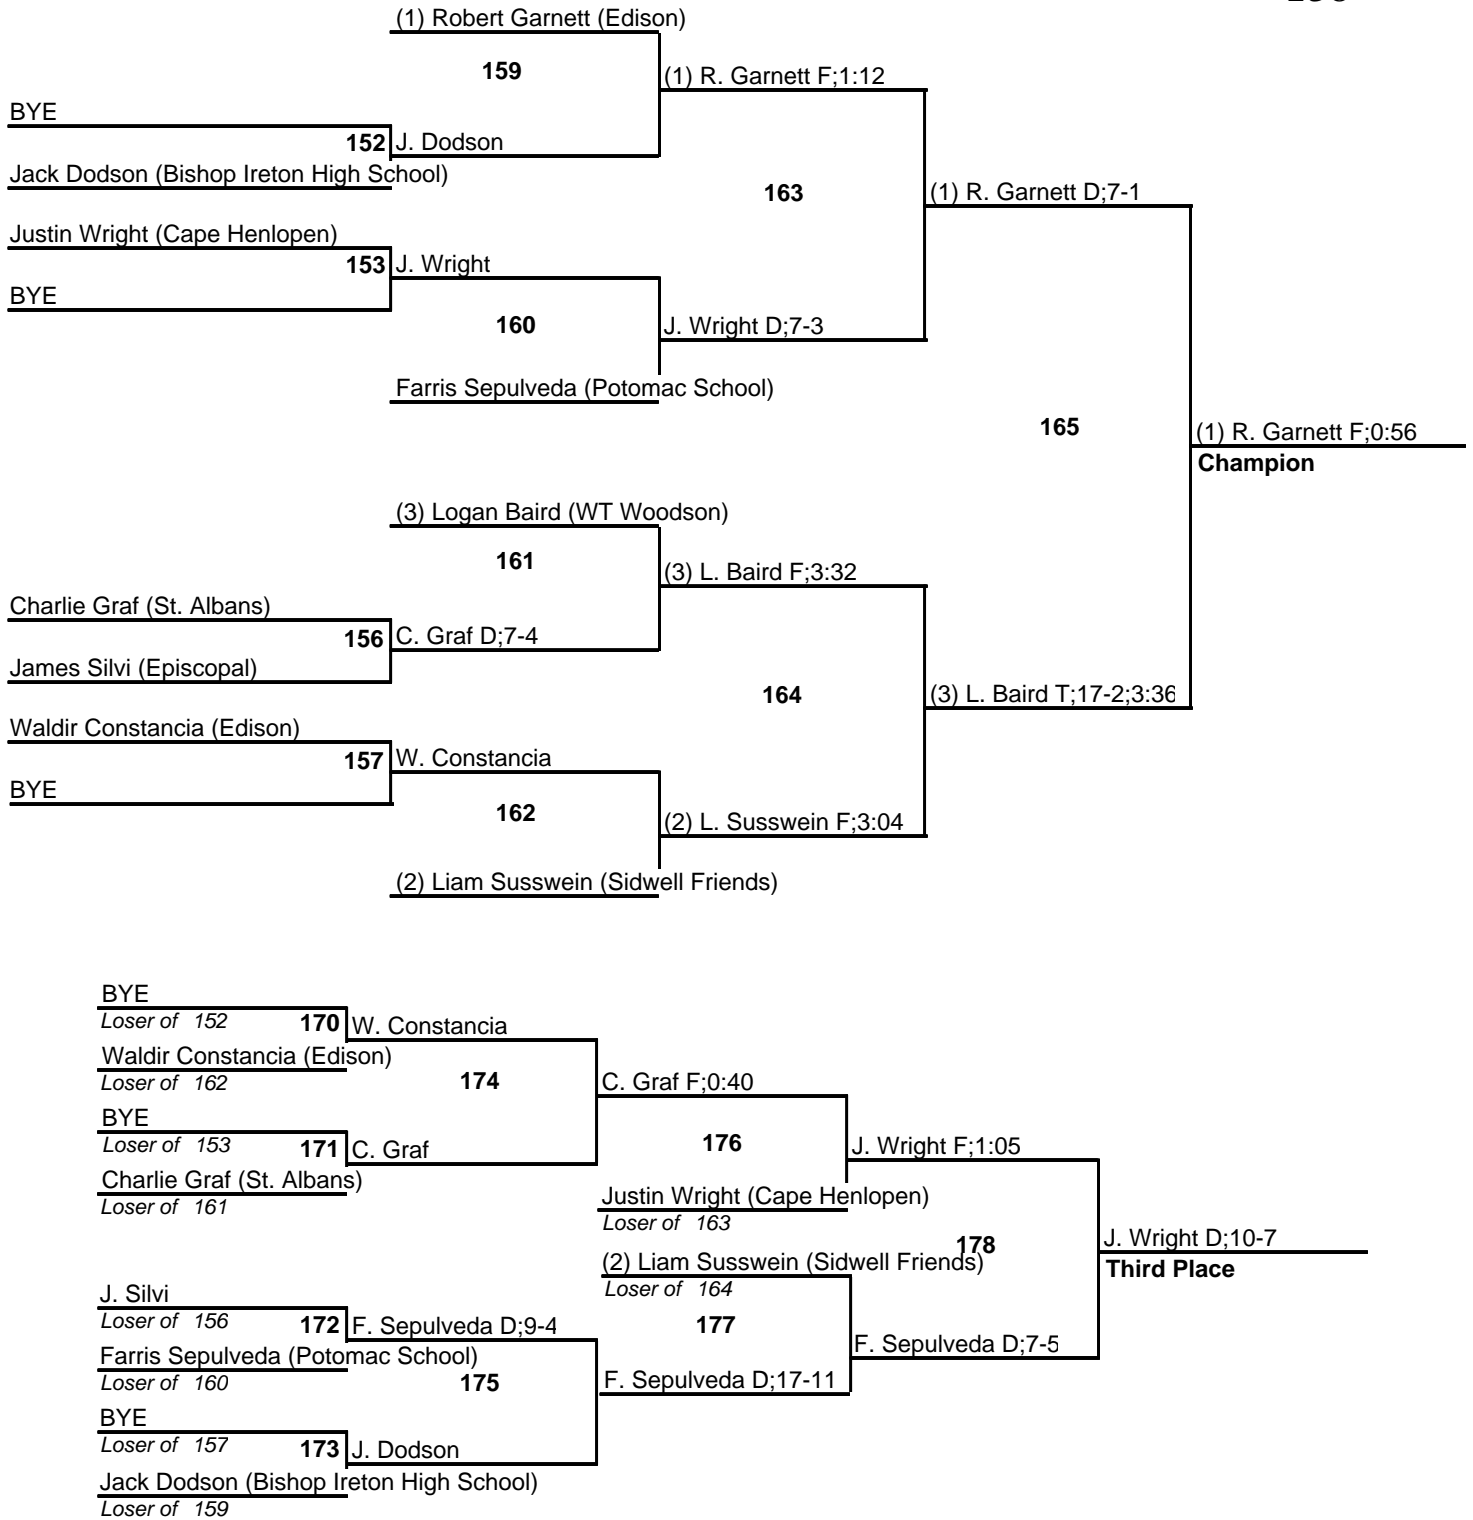 (1) Robert Garnett (Edison)
159
(1) R. Garnett F;1:12
BYE
152 J. Dodson
Jack Dodson (Bishop Ireton High School)
163
(1) R. Garnett D;7-1
Justin Wright (Cape Henlopen)
153 J. Wright
BYE
160
J. Wright D;7-3
Farris Sepulveda (Potomac School)
165
(1) R. Garnett F;0:56
Champion
(3) Logan Baird (WT Woodson)
161
(3) L. Baird F;3:32
Charlie Graf (St. Albans)
156 C. Graf D;7-4
James Silvi (Episcopal)
164
(3) L. Baird T;17-2;3:36
Waldir Constancia (Edison)
157 W. Constancia
BYE
162
(2) L. Susswein F;3:04
(2) Liam Susswein (Sidwell Friends)
BYE
Loser of 152
170 W. Constancia
Waldir Constancia (Edison)
Loser of 162
174
C. Graf F;0:40
BYE
Loser of 153
171 C. Graf
176
J. Wright F;1:05
Charlie Graf (St. Albans)
Loser of 161
Justin Wright (Cape Henlopen)
Loser of 163
178
J. Wright D;10-7
Third Place
(2) Liam Susswein (Sidwell Friends)
Loser of 164
J. Silvi
Loser of 156
172 F. Sepulveda D;9-4
177
F. Sepulveda D;7-5
Farris Sepulveda (Potomac School)
Loser of 160
175
F. Sepulveda D;17-11
BYE
Loser of 157
173 J. Dodson
Jack Dodson (Bishop Ireton High School)
Loser of 159